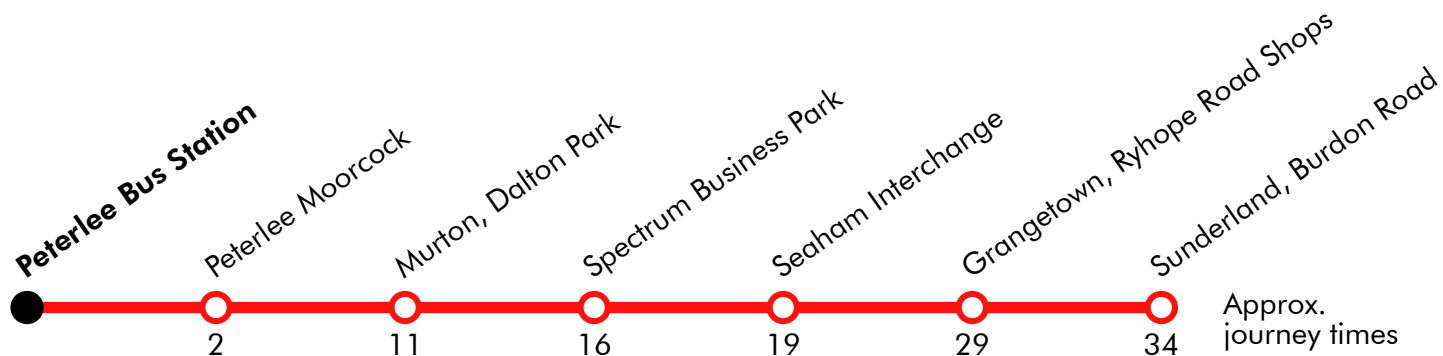 Peterlee Bus Station
Peterlee Moorcock
Murton, Dalton Park
Spectrum Business Park
Seaham Interchange
Grangetown, Ryhope Road Shops
Sunderland, Burdon Road
2
11
16
19
29
34
Approx.
journey times